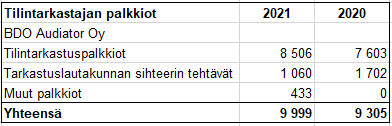 Tilintarkastajan palkkiot 2021 2020
BDO Audiator Oy
Tilintarkastuspalkkiot 8 506 7 603
Tarkastuslautakunnan sihteerin tehtävät 1 060 1 702
Muut palkkiot 433 0
Yhteensä 9 999 9 305